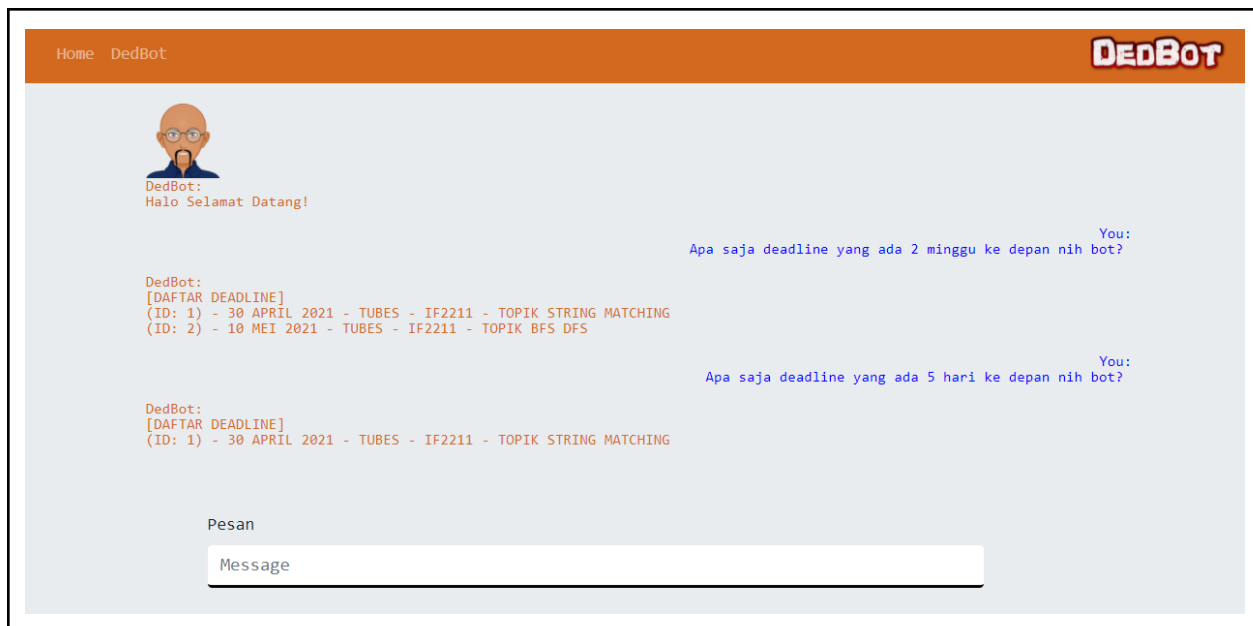 Home DedBot
DEDBOT
DedBot:
Halo Selamat Datang!
You:
Apa saja deadline yang ada 2 minggu ke depan nih bot?
DedBot:
[DAFTAR DEADLINE]
(ID: 1) - 30 APRIL 2021 - TUBES - IF2211 - TOPIK STRING MATCHING
(ID: 2) - 10 MEI 2021 - TUBES - IF2211 - TOPIK BFS DFS
You:
Apa saja deadline yang ada 5 hari ke depan nih bot?
DedBot:
[DAFTAR DEADLINE]
(ID: 1) - 30 APRIL 2021 - TUBES - IF2211 - TOPIK STRING MATCHING
Pesan
Message